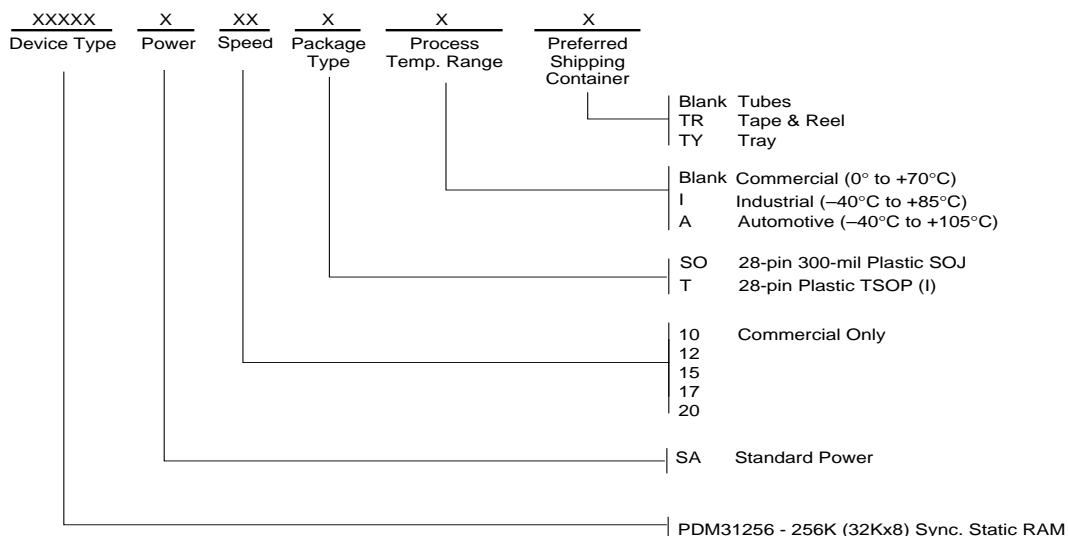 XXXXX X XX X X X
Device Type Power Speed Package Type Process Temp. Range Preferred Shipping Container
Blank Tubes
TR Tape & Reel
TY Tray
Blank Commercial (0° to +70°C)
I Industrial (–40°C to +85°C)
A Automotive (–40°C to +105°C)
SO 28-pin 300-mil Plastic SOJ
T 28-pin Plastic TSOP (I)
10 Commercial Only
12
15
17
20
SA Standard Power
PDM31256 - 256K (32Kx8) Sync. Static RAM